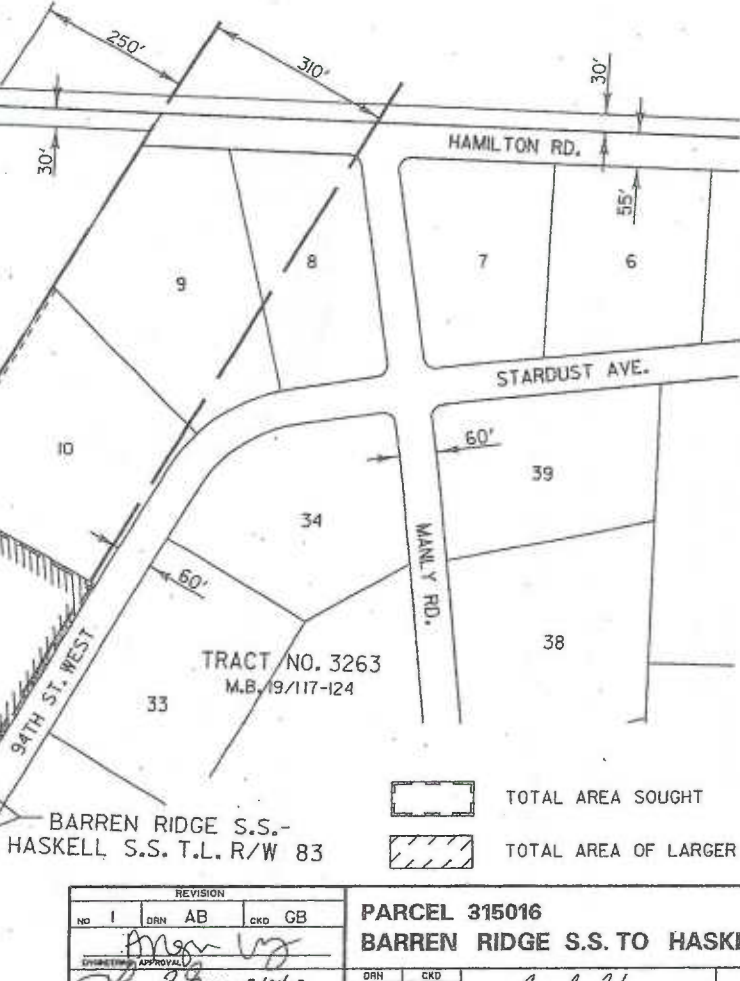 250'
310'
30'
30'
HAMILTON RD.
55'
9
8
7
6
STARDUST AVE.
10
60'
39
34
MANLY RD.
60'
38
TRACT NO. 3263
M.B. 19/117-124
33
94TH ST. WEST
TOTAL AREA SOUGHT
BARREN RIDGE S.S.-
HASKELL S.S. T.L. R/W 83
TOTAL AREA OF LARGER
REVISION
NO 1 DRN AB CKD GB
PARCEL 315016
BARREN RIDGE S.S. TO HASKE
ENGINEERING APPROVAL
DRN CKD